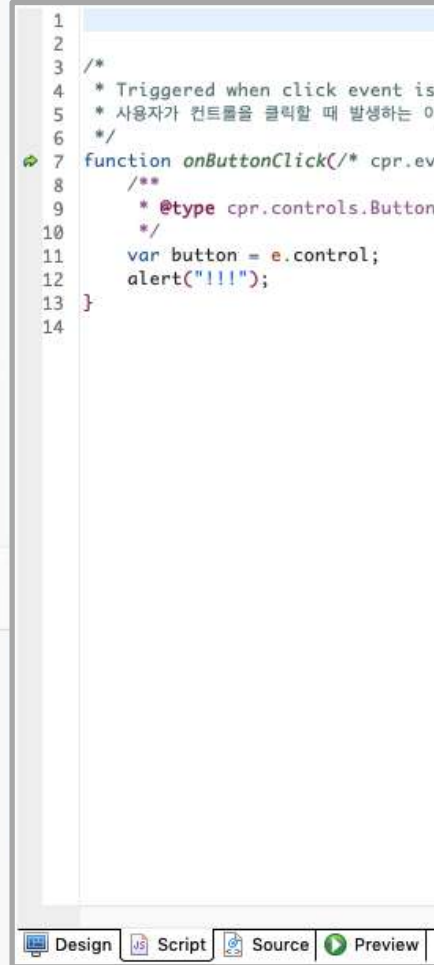 1
2
3 /*
4 * Triggered when click event is
5 * 사용자가 컨트롤을 클릭할 때 발생하는
6 */
7 function onButtonClick(/* cpr.ev
8 /**
9 * @type cpr.controls.Button
10 */
11 var button = e.control;
12 alert("!!!");
13 }
14
Design JS Script Source Preview